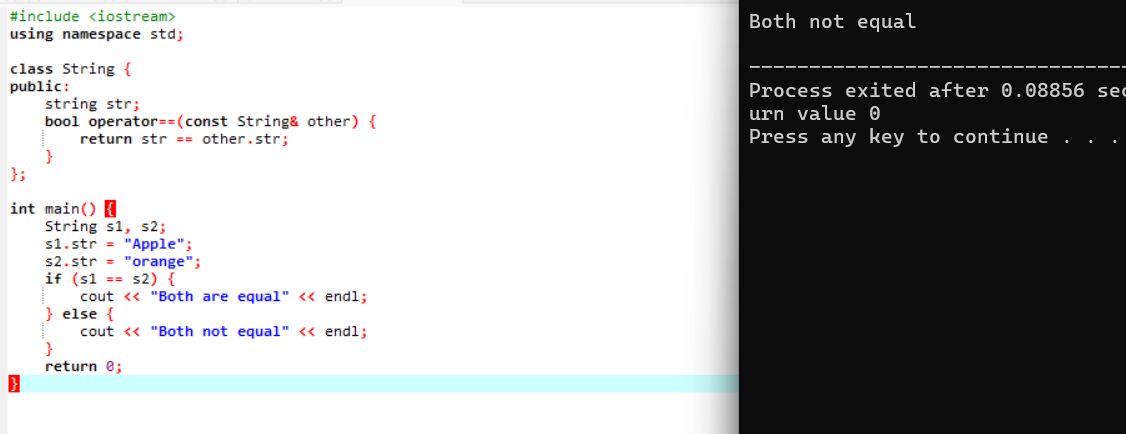 #include <iostream>
using namespace std;
class String {
public:
    string str;
    bool operator==(const String& other) {
        return str == other.str;
    }
};
int main() {
    String s1, s2;
    s1.str = "Apple";
    s2.str = "orange";
    if (s1 == s2) {
        cout << "Both are equal" << endl;
    } else {
        cout << "Both not equal" << endl;
    }
    return 0;
}
Both not equal
--------------------------------
Process exited after 0.08856 sec
urn value 0
Press any key to continue . . .